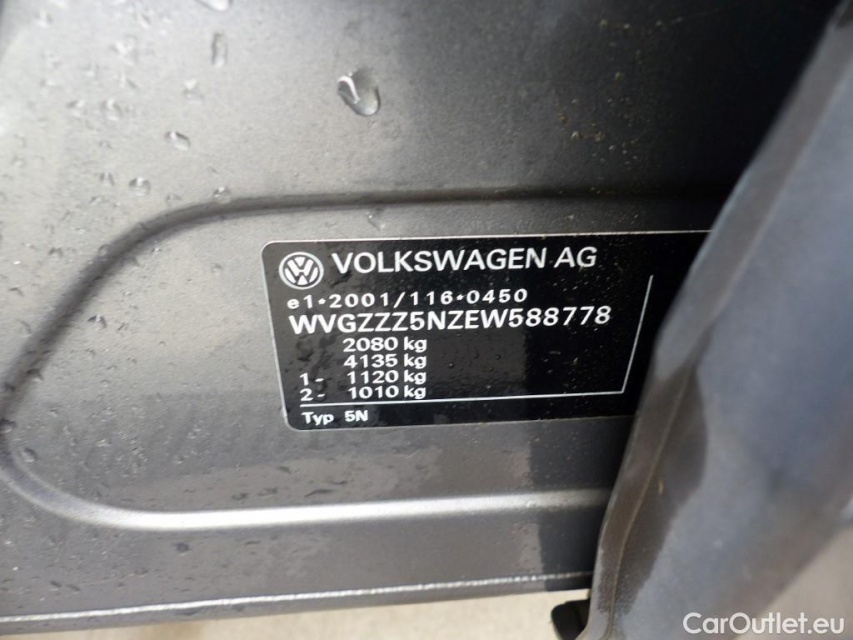 VOLKSWAGEN AG
e1*2001/116*0450
WVGZZZ5NZEW588778
2080 kg
4135 kg
1- 1120 kg
2- 1010 kg
Typ 5N
CarOutlet.eu